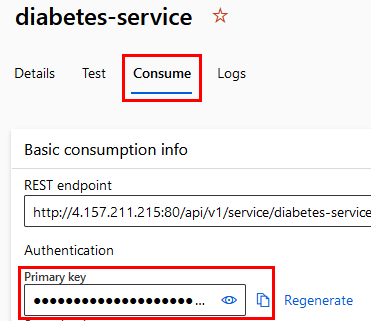 diabetes-service
Details Test Consume Logs
Basic consumption info
REST endpoint
http://4.157.211.215:80/api/v1/service/diabetes-service
Authentication
Primary key
●●●●●●●●●●●●●●●●●●●● ...
Regenerate